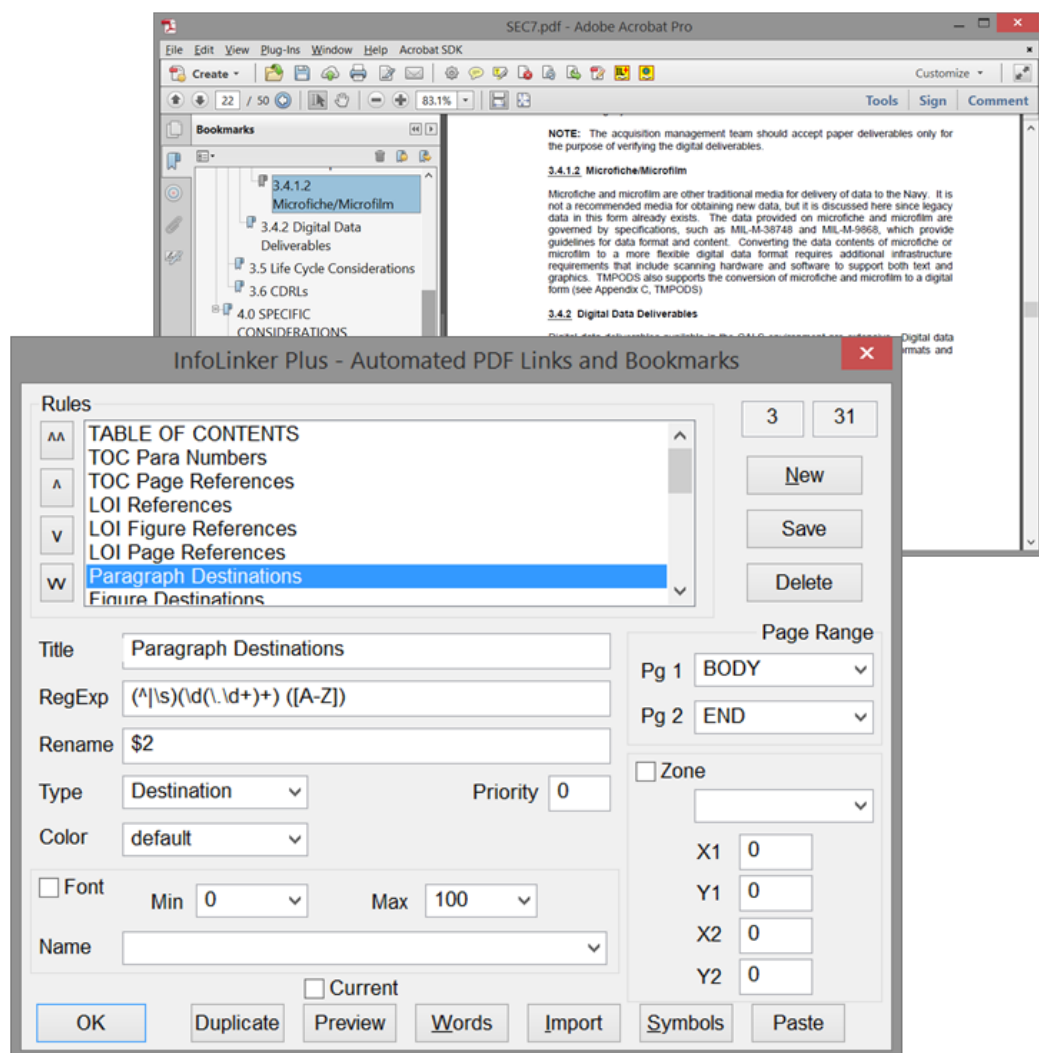 SEC7.pdf - Adobe Acrobat Pro
File Edit View Plug-Ins Window Help Acrobat SDK
Create
Customize
22 / 50
83.1%
Tools Sign Comment
Bookmarks
3.4.1.2
Microfiche/Microfilm
3.4.2 Digital Data
Deliverables
3.5 Life Cycle Considerations
3.6 CDRLs
4.0 SPECIFIC
CONSIDERATIONS
NOTE: The acquisition management team should accept paper deliverables only for
the purpose of verifying the digital deliverables.
3.4.1.2 Microfiche/Microfilm
Microfiche and microfilm are other traditional media for delivery of data to the Navy. It is
not a recommended media for obtaining new data, but it is discussed here since legacy
data in this form already exists. The data provided on microfiche and microfilm are
governed by specifications, such as MIL-M-38748 and MIL-M-9868, which provide
guidelines for data format and content. Converting the data contents of microfiche or
microfilm to a more flexible digital data format requires additional infrastructure
requirements that include scanning hardware and software to support both text and
graphics. TMPODS also supports the conversion of microfiche and microfilm to a digital
form (see Appendix C, TMPODS)
3.4.2 Digital Data Deliverables
Digital data
InfoLinker Plus - Automated PDF Links and Bookmarks
Rules
^^
^
v
vv
TABLE OF CONTENTS
TOC Para Numbers
TOC Page References
LOI References
LOI Figure References
LOI Page References
Paragraph Destinations
Figure Destinations
3 31
New
Save
Delete
Title Paragraph Destinations
RegExp (^|\s)(\d(\.\d+)+) ([A-Z])
Rename $2
Type Destination Priority 0
Color default
Font Min 0 Max 100
Name
Page Range
Pg 1 BODY
Pg 2 END
Zone
X1 0
Y1 0
X2 0
Y2 0
Current
OK Duplicate Preview Words Import Symbols Paste